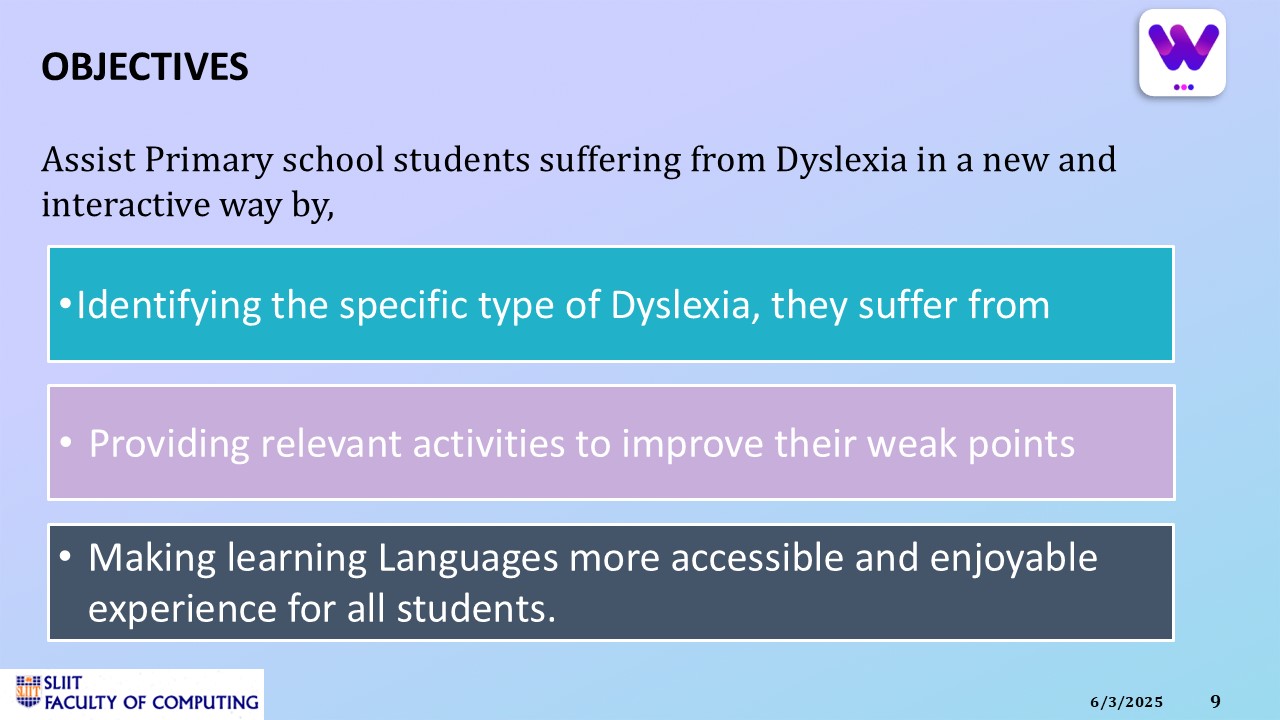 OBJECTIVES
Assist Primary school students suffering from Dyslexia in a new and
interactive way by,
•Identifying the specific type of Dyslexia, they suffer from
• Providing relevant activities to improve their weak points
• Making learning Languages more accessible and enjoyable
experience for all students.
SLIIT
SLIIT
FACULTY OF COMPUTING
6/3/2025 9